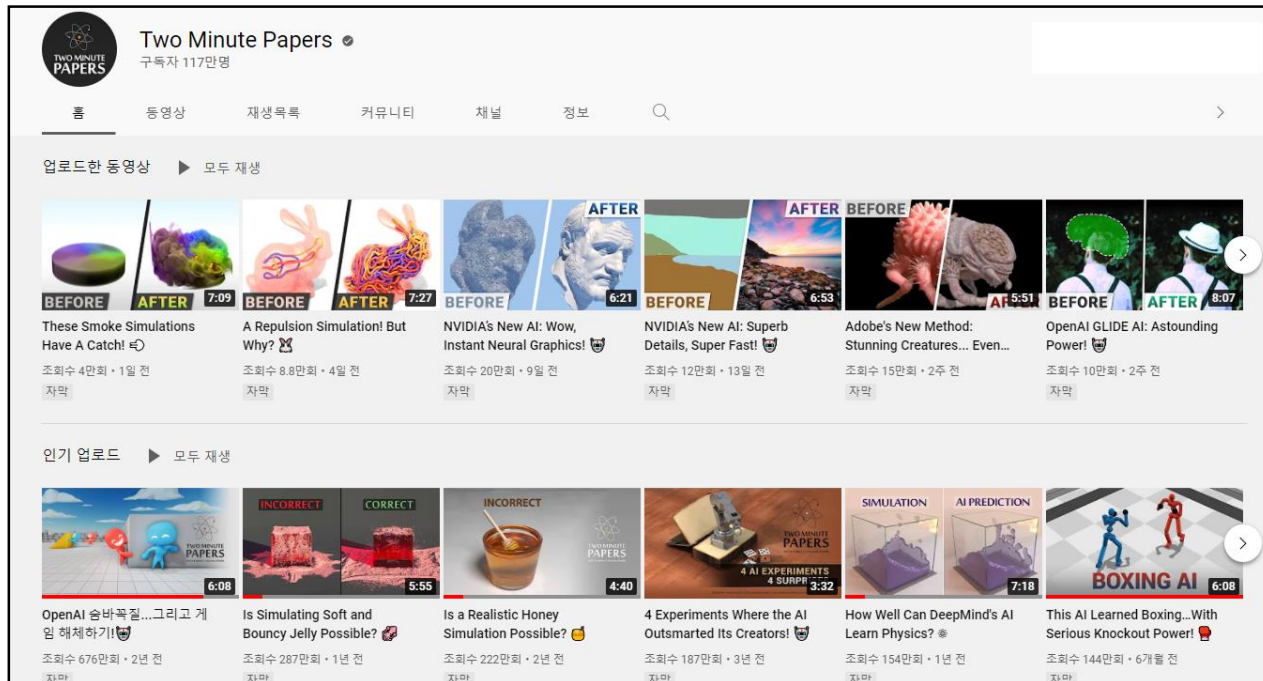 TWO MINUTE
PAPERS
Two Minute Papers
구독자 117만명
홈 동영상 재생목록 커뮤니티 채널 정보
업로드한 동영상 ▶ 모두 재생
BEFORE AFTER 7:09
BEFORE AFTER 7:27
BEFORE AFTER 6:21
BEFORE AFTER 6:53
BEFORE AFTER 5:51
BEFORE AFTER 8:07
These Smoke Simulations
Have A Catch! 💨
조회수 4만회 • 1일 전
자막
A Repulsion Simulation! But
Why? 🐰
조회수 8.8만회 • 4일 전
자막
NVIDIA's New AI: Wow,
Instant Neural Graphics! 🤖
조회수 20만회 • 9일 전
자막
NVIDIA's New AI: Superb
Details, Super Fast! 🤖
조회수 12만회 • 13일 전
자막
Adobe's New Method:
Stunning Creatures... Even...
조회수 15만회 • 2주 전
자막
OpenAI GLIDE AI: Astounding
Power! 🤖
조회수 10만회 • 2주 전
자막
인기 업로드 ▶ 모두 재생
TWO MINUTE
PAPERS
6:08
INCORRECT CORRECT
5:55
INCORRECT
TWO MINUTE
PAPERS
4:40
TWO MINUTE
PAPERS
4 AI EXPERIMENTS
3:32
SIMULATION AI PREDICTION
7:18
BOXING AI
6:08
OpenAI 숨바꼭질...그리고 게
임 해체하기!🤖
조회수 676만회 • 2년 전
자막
Is Simulating Soft and
Bouncy Jelly Possible? 🦑
조회수 287만회 • 1년 전
자막
Is a Realistic Honey
Simulation Possible? 🍯
조회수 222만회 • 2년 전
자막
4 Experiments Where the AI
Outsmarted Its Creators! 🤖
조회수 187만회 • 3년 전
자막
How Well Can DeepMind's AI
Learn Physics? ⚛
조회수 154만회 • 1년 전
자막
This AI Learned Boxing...With
Serious Knockout Power! 🥊
조회수 144만회 • 6개월 전
자막